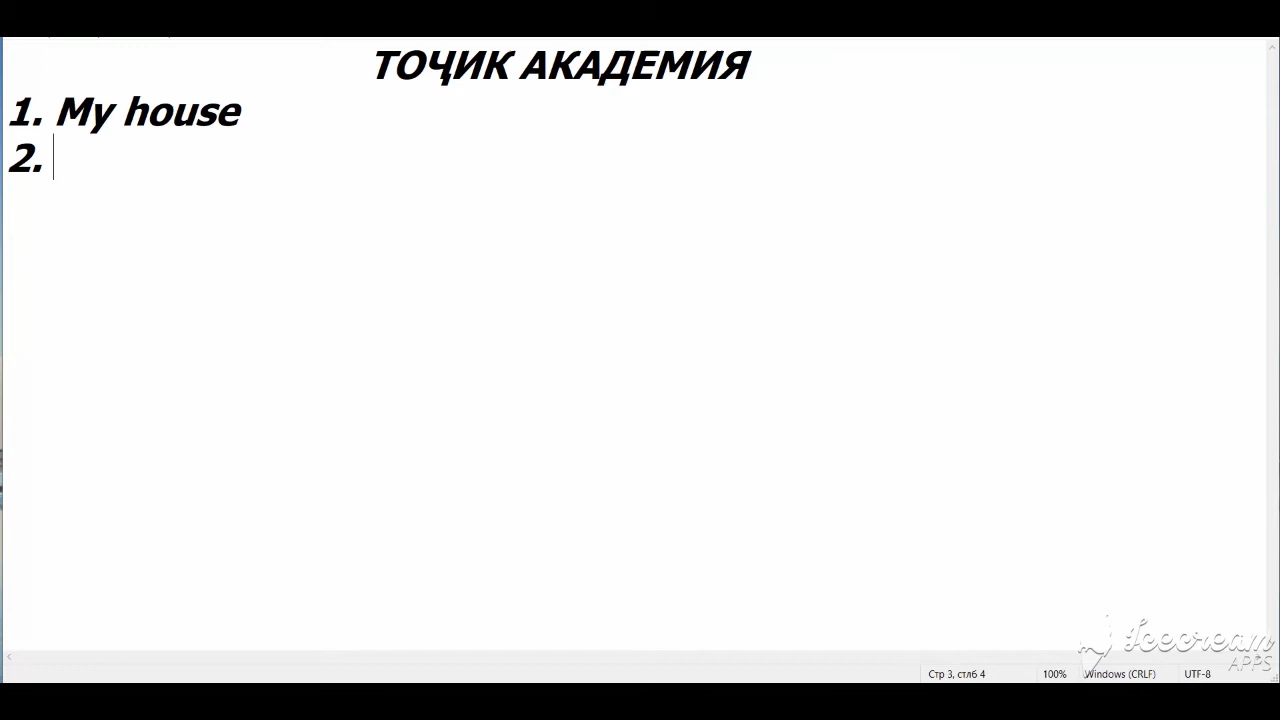 ТОҶИК АКАДЕМИЯ
1. My house
2.
Icecream
APPS
Стр 3, стлб 4 100% Windows (CRLF) UTF-8